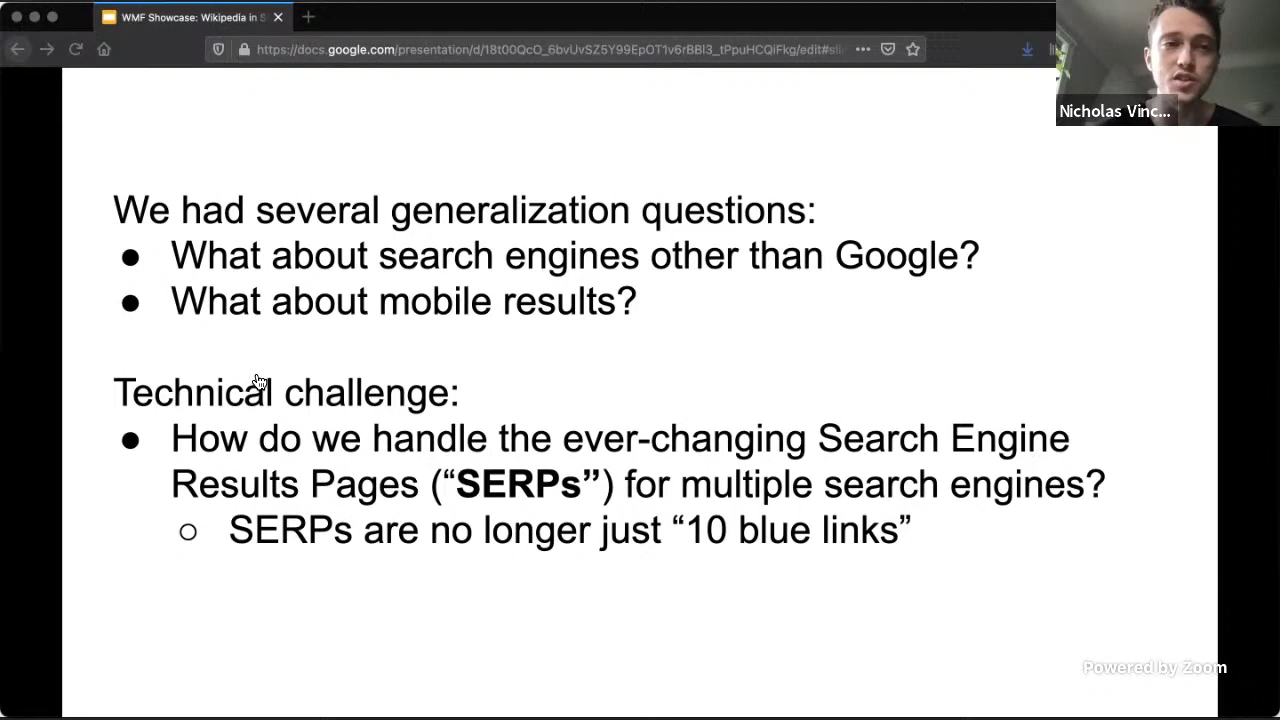 WMF Showcase: Wikipedia in S
https://docs.google.com/presentation/d/18t00QcO_6bvUvSZ5Y99EpOT1v6rBBl3_tPpuHCQiFkg/edit#sli
Nicholas Vinc...
We had several generalization questions:
● What about search engines other than Google?
● What about mobile results?
Technical challenge:
● How do we handle the ever-changing Search Engine
Results Pages (“SERPs”) for multiple search engines?
○ SERPs are no longer just “10 blue links”
Powered by Zoom